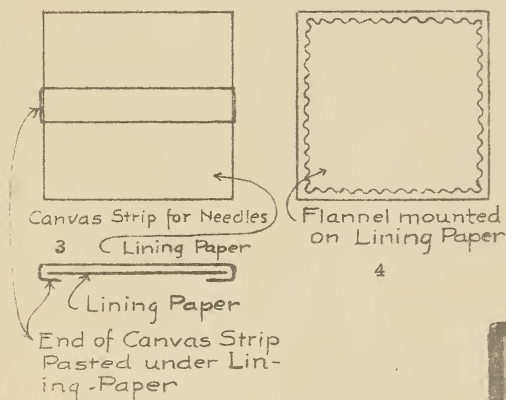 Canvas Strip for Needles
3
Lining Paper
Lining Paper
End of Canvas Strip
Pasted under Lin-
ing-Paper
Flannel mounted
on Lining Paper
4